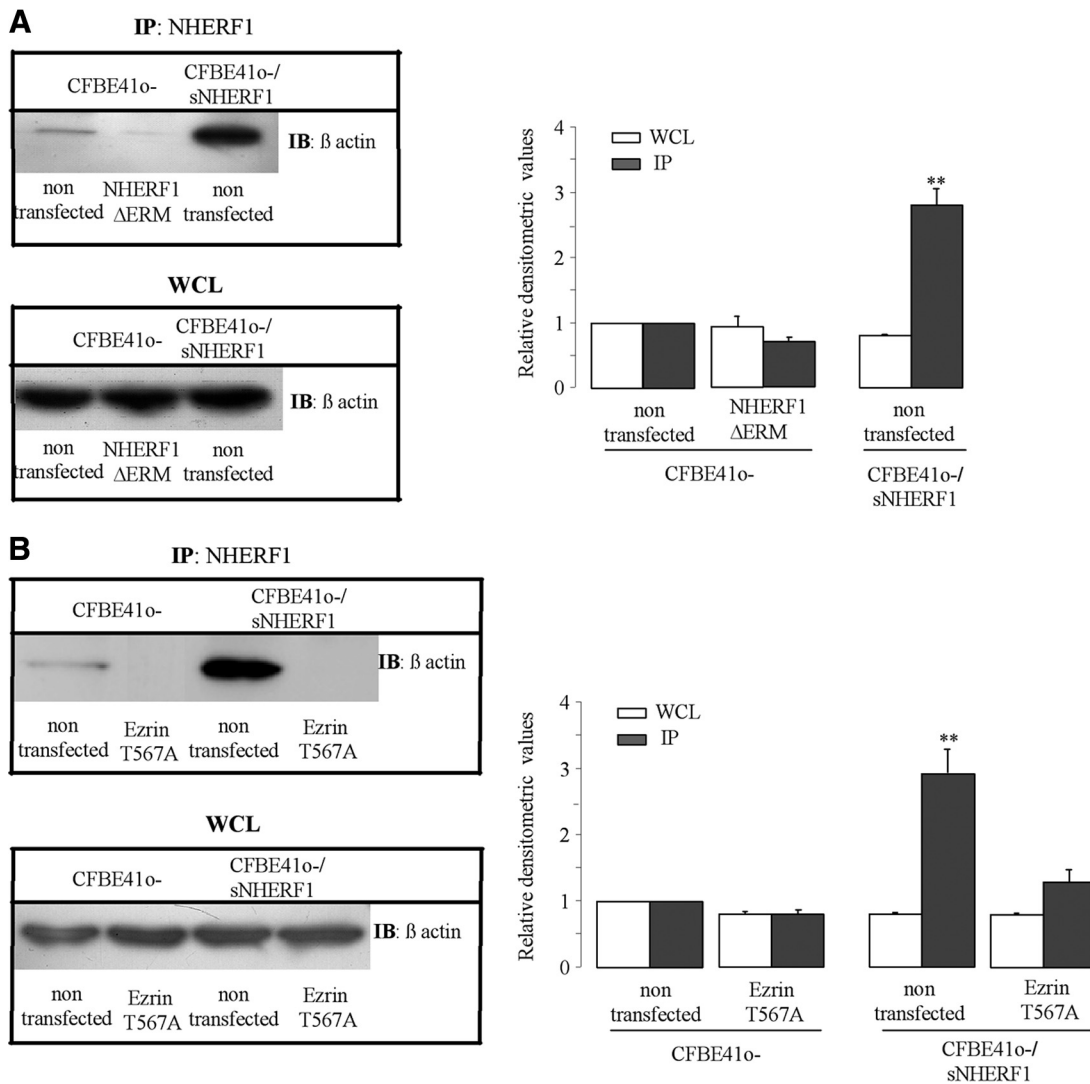 A
IP: NHERF1
CFBE41o-
CFBE41o-/
sNHERF1
IB: ß actin
non
transfected
NHERF1
ΔERM
non
transfected
WCL
CFBE41o-
CFBE41o-/
sNHERF1
IB: ß actin
non
transfected
NHERF1
ΔERM
non
transfected
Relative densitometric values
4
3
2
1
0
WCL
IP
**
non
transfected
NHERF1
ΔERM
non
transfected
CFBE41o-
CFBE41o-/
sNHERF1
B
IP: NHERF1
CFBE41o-
CFBE41o-/
sNHERF1
IB: ß actin
non
transfected
Ezrin
T567A
non
transfected
Ezrin
T567A
WCL
CFBE41o-
CFBE41o-/
sNHERF1
IB: ß actin
non
transfected
Ezrin
T567A
non
transfected
Ezrin
T567A
Relative densitometric values
4
3
2
1
0
WCL
IP
**
non
transfected
Ezrin
T567A
non
transfected
Ezrin
T567A
CFBE41o-
CFBE41o-/
sNHERF1